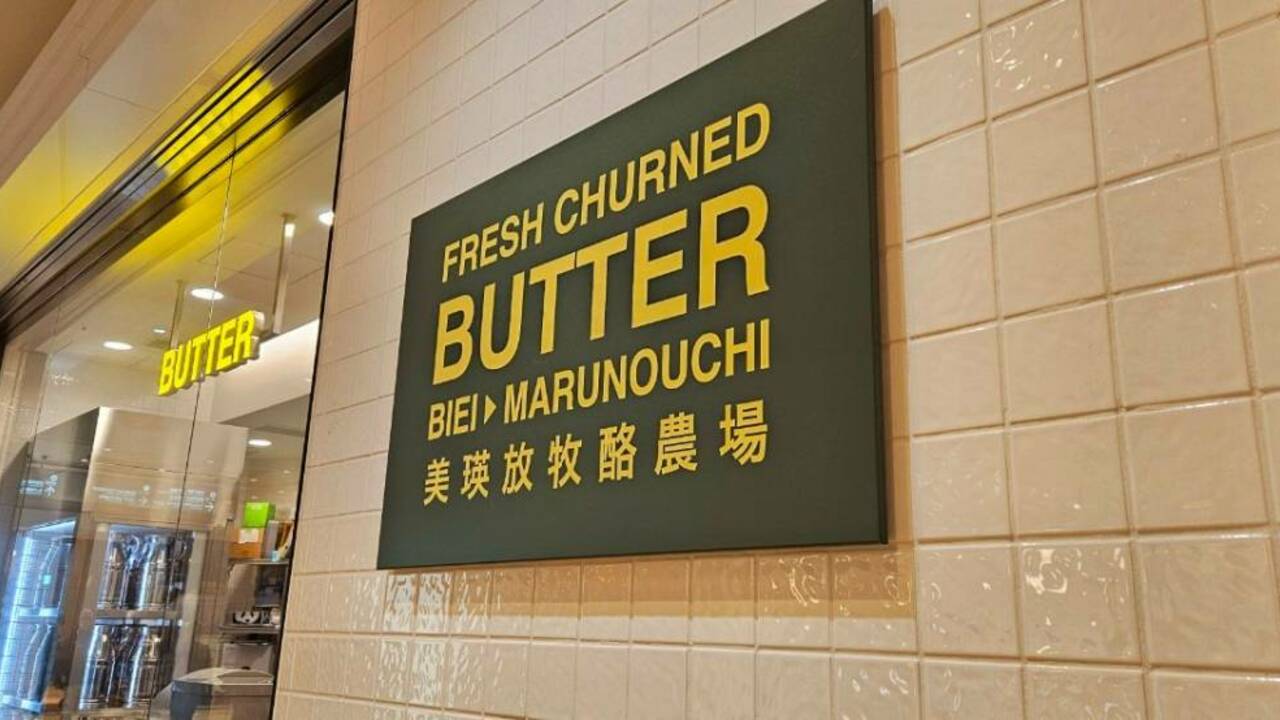 FRESH CHURNED
BUTTER
BIEI▶MARUNOUCHI
美瑛放牧酪農場
BUTTER